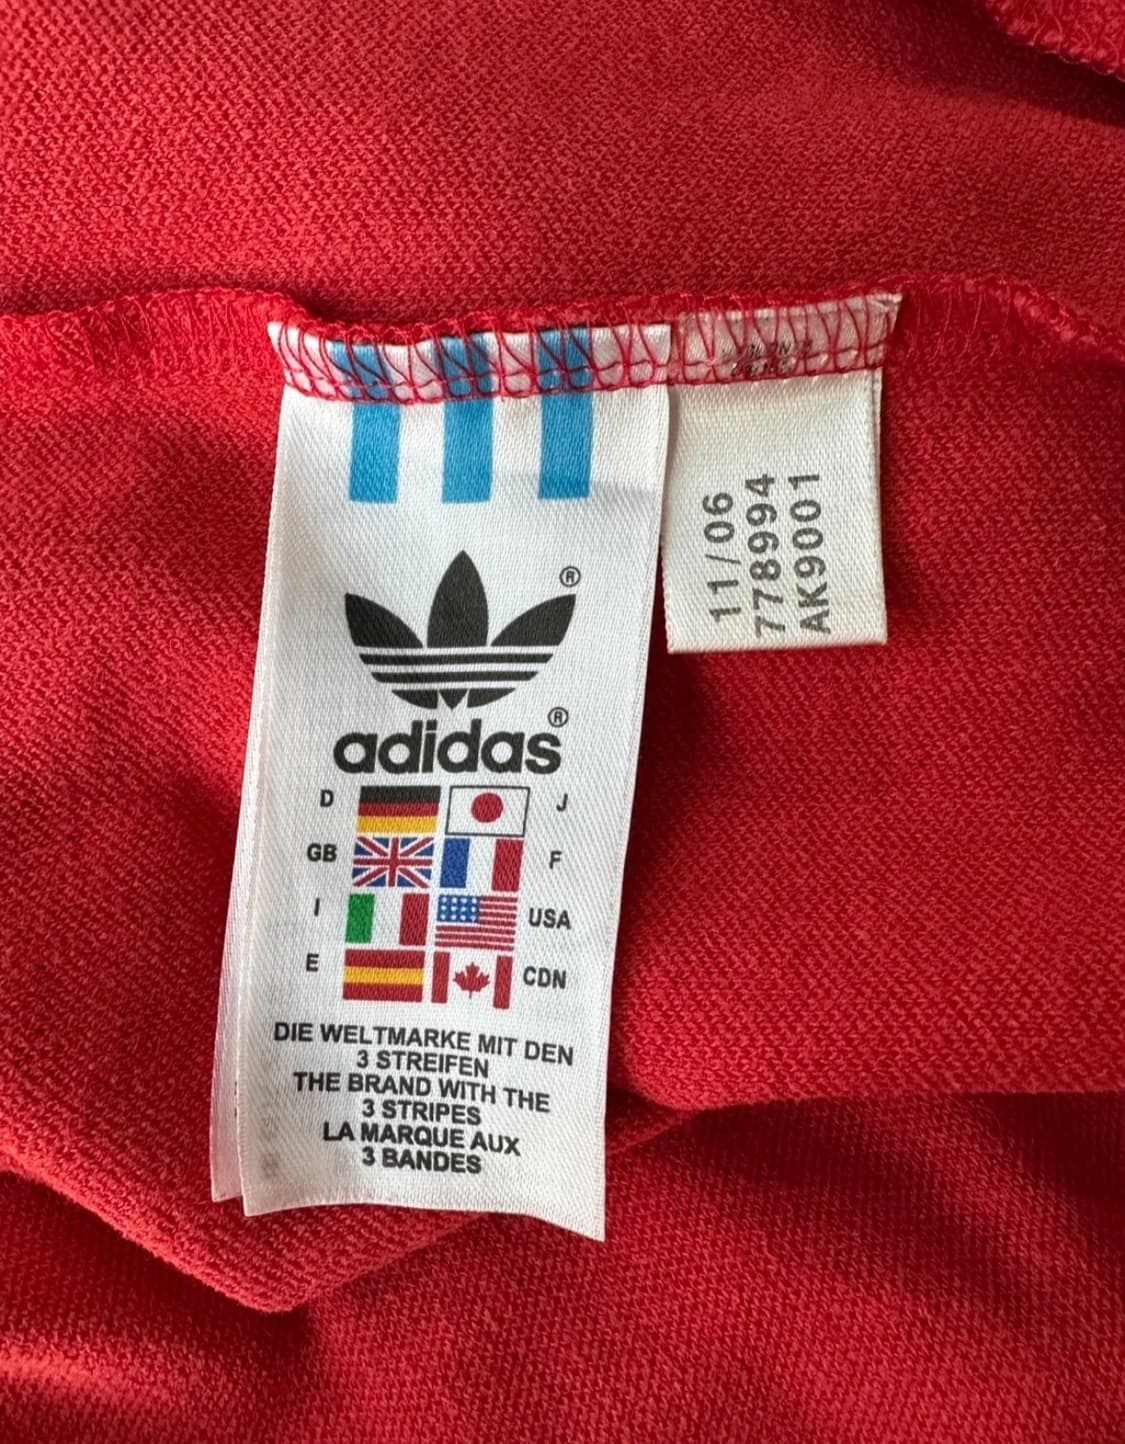 ®
®
adidas
D J
GB F
I USA
E CDN
DIE WELTMARKE MIT DEN
3 STREIFEN
THE BRAND WITH THE
3 STRIPES
LA MARQUE AUX
3 BANDES
11/06
778994
AK9001